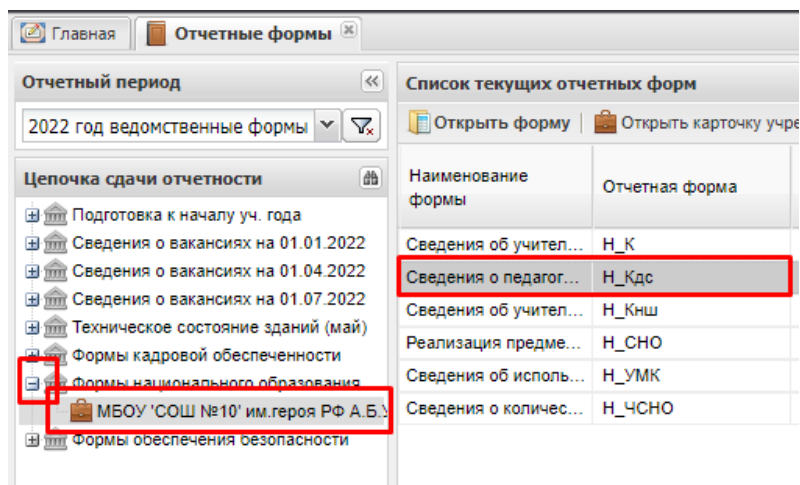 Главная
Отчетные формы
Отчетный период
2022 год ведомственные формы
Цепочка сдачи отчетности
Подготовка к началу уч. года
Сведения о вакансиях на 01.01.2022
Сведения о вакансиях на 01.04.2022
Сведения о вакансиях на 01.07.2022
Техническое состояние зданий (май)
Формы кадровой обеспеченности
Формы национального образования
МБОУ 'СОШ №10' им.героя РФ А.Б.
Формы обеспечения безопасности
Список текущих отчетных форм
Открыть форму
Открыть карточку учре
Наименование формы
Отчетная форма
Сведения об учител... Н_К
Сведения о педагог... Н_Кдс
Сведения об учител... Н_Кнш
Реализация предме... Н_СНО
Сведения об исполь... Н_УМК
Сведения о количес... Н_ЧСНО